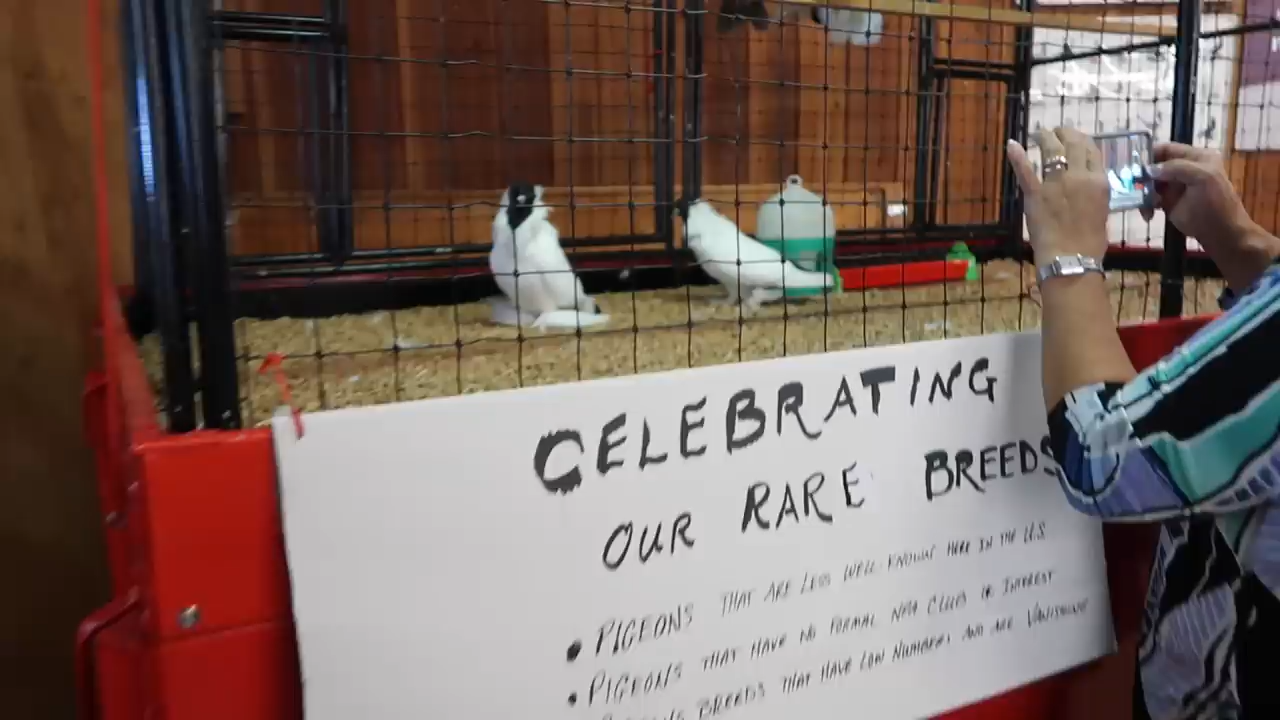 CELEBRATING
OUR RARE BREEDS
• PIGEONS THAT ARE LESS WELL KNOWN HERE IN THE U.S
• PIGEONS THAT HAVE NO FORMAL NPA CLUBS OR INTEREST
BREEDS THAT HAVE LOW NUMBERS AND ARE VANISHING